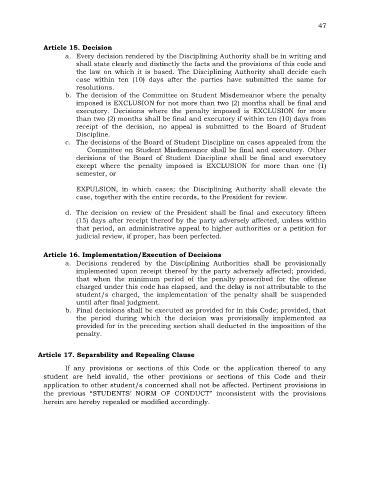 47
Article 15. Decision
a. Every decision rendered by the Disciplining Authority shall be in writing and
shall state clearly and distinctly the facts and the provisions of this code and
the law on which it is based. The Disciplining Authority shall decide each
case within ten (10) days after the parties have submitted the same for
resolutions.
b. The decision of the Committee on Student Misdemeanor where the penalty
imposed is EXCLUSION for not more than two (2) months shall be final and
executory. Decisions where the penalty imposed is EXCLUSION for more
than two (2) months shall be final and executory if within ten (10) days from
receipt of the decision, no appeal is submitted to the Board of Student
Discipline.
c. The decisions of the Board of Student Discipline on cases appealed from the
Committee on Student Misdemeanor shall be final and executory. Other
decisions of the Board of Student Discipline shall be final and executory
except where the penalty imposed is EXCLUSION for more than one (1)
semester, or
EXPULSION, in which cases; the Disciplining Authority shall elevate the
case, together with the entire records, to the President for review.
d. The decision on review of the President shall be final and executory fifteen
(15) days after receipt thereof by the party adversely affected, unless within
that period, an administrative appeal to higher authorities or a petition for
judicial review, if proper, has been perfected.
Article 16. Implementation/Execution of Decisions
a. Decisions rendered by the Disciplining Authorities shall be provisionally
implemented upon receipt thereof by the party adversely affected; provided,
that when the minimum period of the penalty prescribed for the offense
charged under this code has elapsed, and the delay is not attributable to the
student/s charged, the implementation of the penalty shall be suspended
until after final judgment.
b. Final decisions shall be executed as provided for in this Code; provided, that
the period during which the decision was provisionally implemented as
provided for in the preceding section shall deducted in the imposition of the
penalty.
Article 17. Separability and Repealing Clause
If any provisions or sections of this Code or the application thereof to any
student are held invalid, the other provisions or sections of this Code and their
application to other student/s concerned shall not be affected. Pertinent provisions in
the previous “STUDENTS’ NORM OF CONDUCT” inconsistent with the provisions
herein are hereby repealed or modified accordingly.